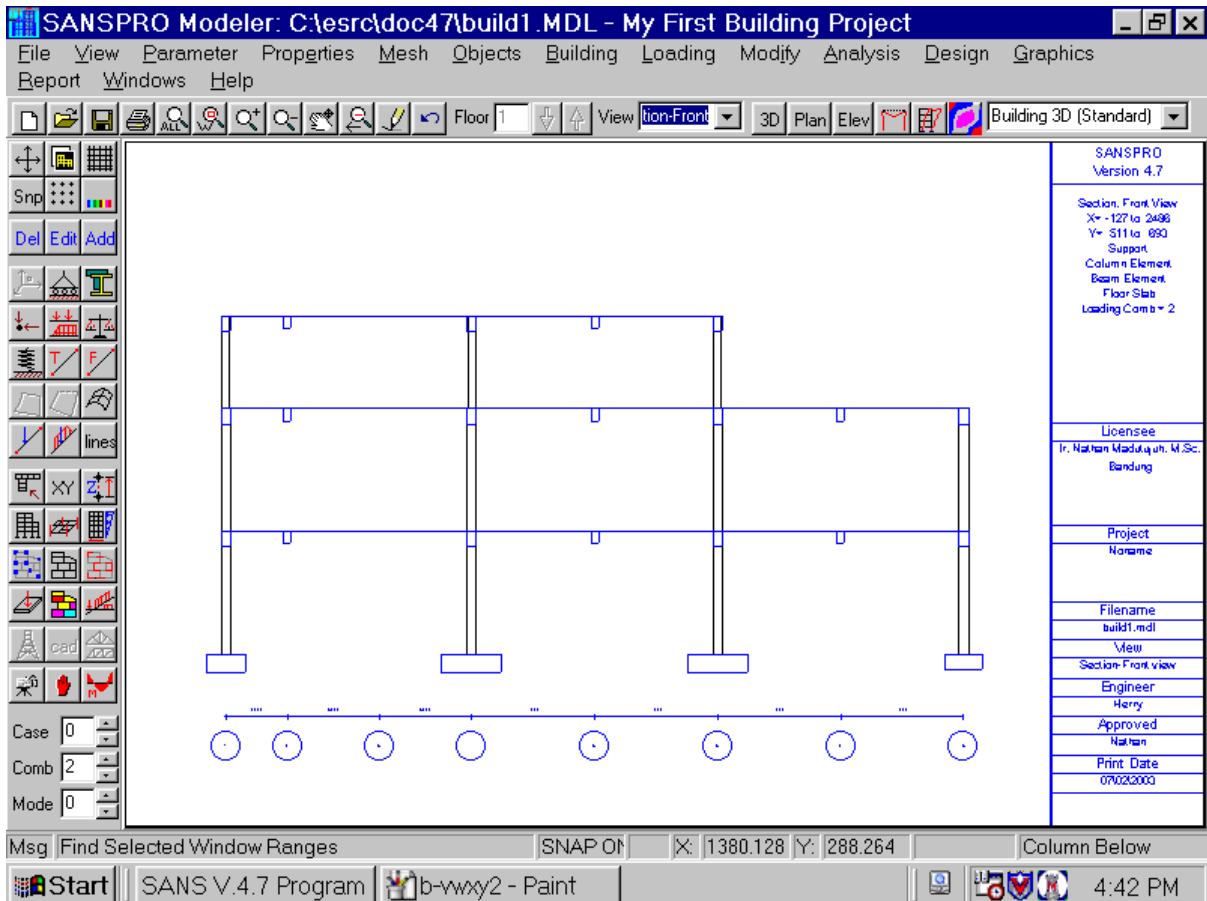 SANSPRO Modeler: C:\esrc\doc47\build1.MDL - My First Building Project
File View Parameter Properties Mesh Objects Building Loading Modify Analysis Design Graphics
Report Windows Help
ALL Floor 1 View tion-Front 3D Plan Elev Building 3D (Standard)
Snp
Del Edit Add
T F
lines
XY Z
cad
M
Case 0
Comb 2
Mode 0
SANSPRO
Version 4.7
Section: Front View
X= -127 to 2486
Y= 511 to 693
Support
Column Element
Beam Element
Floor Slab
Loading Comb = 2
Licensee
Ir. Nathan Madutujuh. M.Sc.
Bandung
Project
Noname
Filename
build1.mdl
View
Section-Front view
Engineer
Herry
Approved
Nathan
Print Date
07\02\2000
Msg Find Selected Window Ranges SNAP ON X: 1380.128 Y: 288.264 Column Below
Start SANS V.4.7 Program b-vwxy2 - Paint 4:42 PM